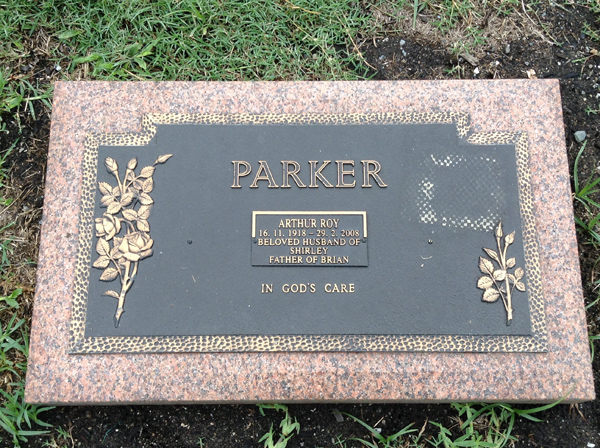 PARKER
ARTHUR ROY
16. 11. 1918 - 29. 2. 2008
BELOVED HUSBAND OF
SHIRLEY
FATHER OF BRIAN
IN GOD'S CARE